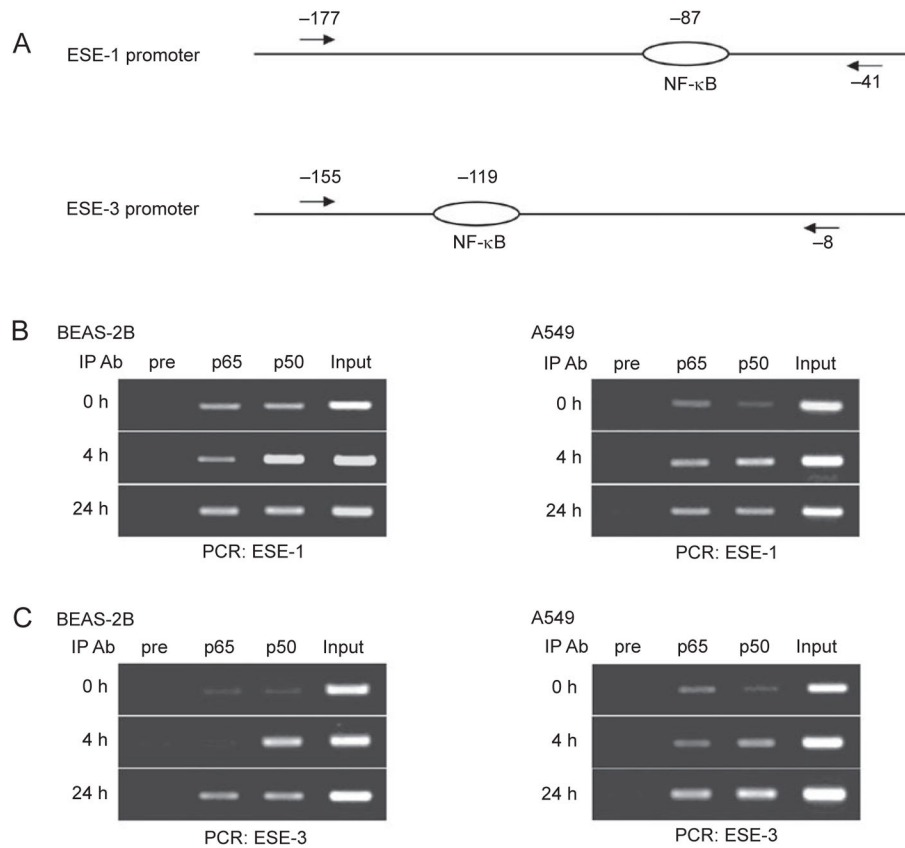 A
ESE-1 promoter
–177
–87
NF-κB
–41
ESE-3 promoter
–155
–119
NF-κB
–8
B
BEAS-2B
IP Ab pre p65 p50 Input
0 h
4 h
24 h
PCR: ESE-1
A549
IP Ab pre p65 p50 Input
0 h
4 h
24 h
PCR: ESE-1
C
BEAS-2B
IP Ab pre p65 p50 Input
0 h
4 h
24 h
PCR: ESE-3
A549
IP Ab pre p65 p50 Input
0 h
4 h
24 h
PCR: ESE-3